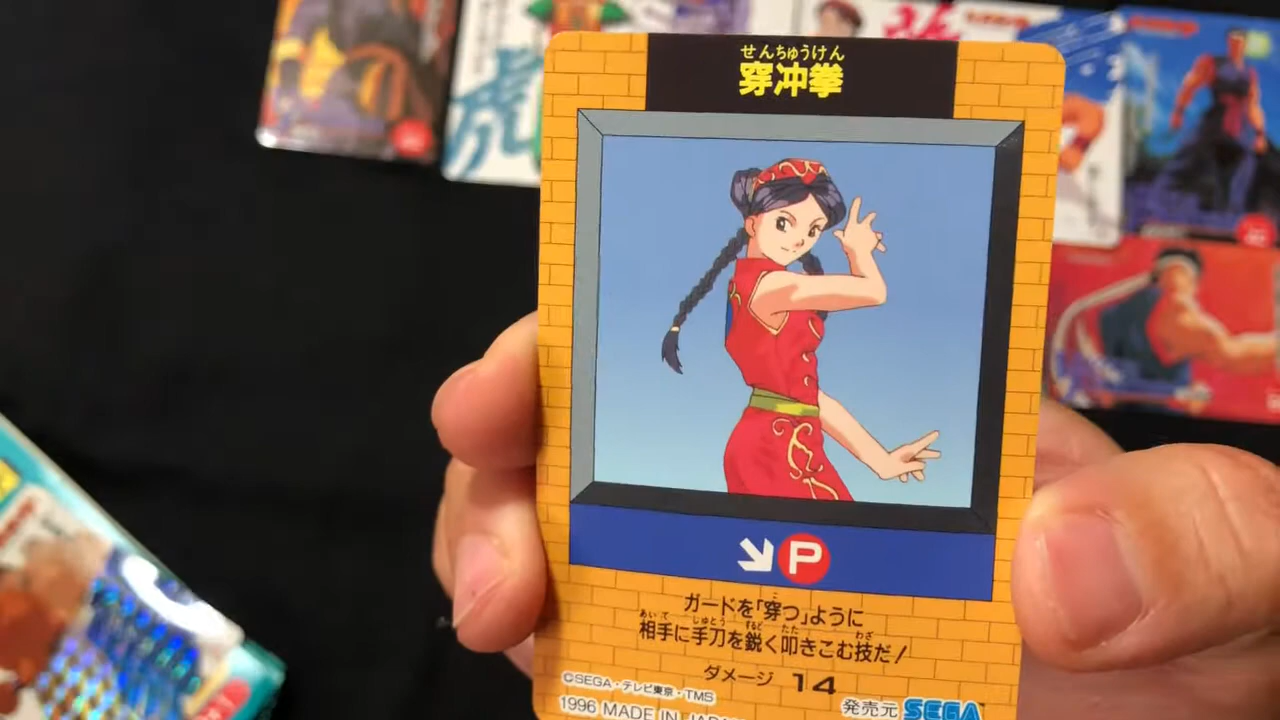 せんちゅうけん
穿冲拳
P
ガードを「穿つ」ように
相手に手刀を鋭く叩きこむ技だ!
ダメージ 14
©SEGA・テレビ東京・TMS
1996 MADE IN JAPAN
発売元 SEGA
虎